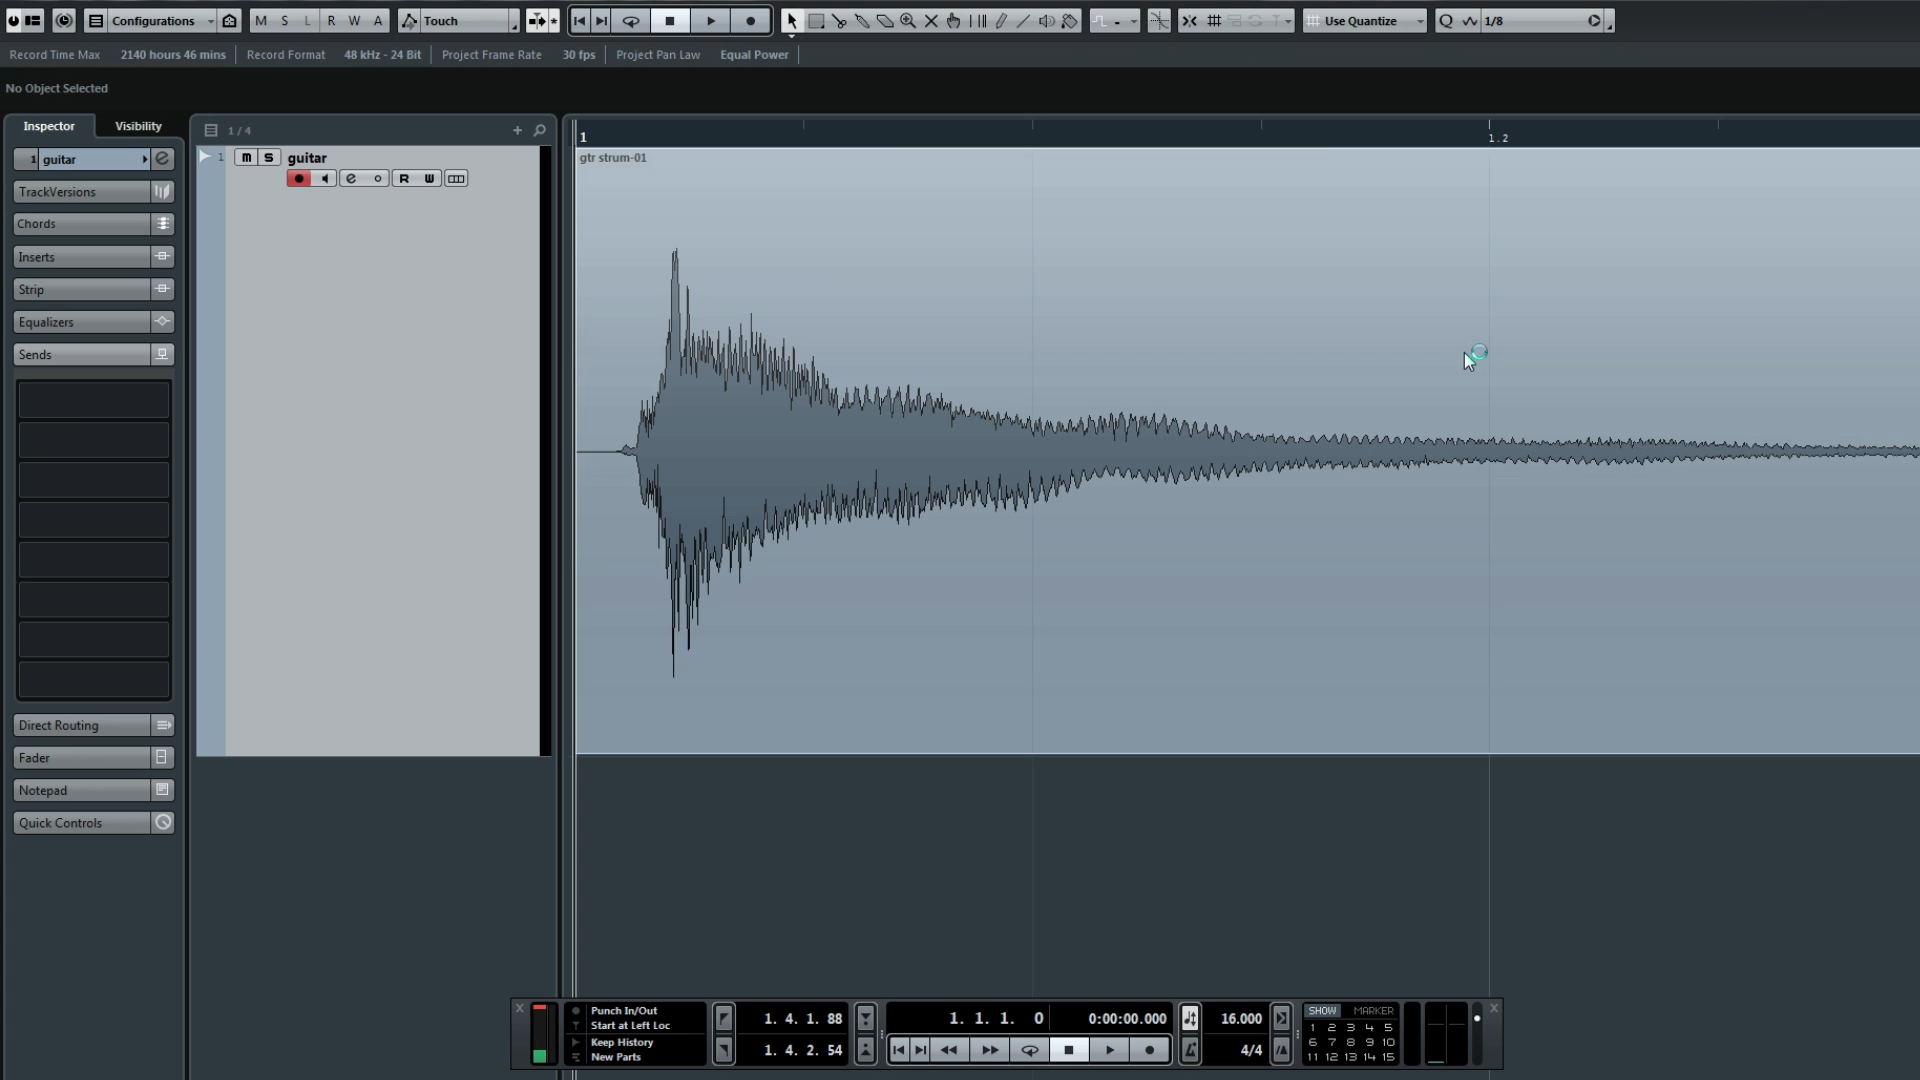 Configurations
M S L R W A
Touch
Use Quantize
Q 1/8
Record Time Max 2140 hours 46 mins Record Format 48 kHz - 24 Bit Project Frame Rate 30 fps Project Pan Law Equal Power
No Object Selected
Inspector Visibility
1 / 4
1
1.2
1 guitar
1 m S guitar
gtr strum-01
e R W
TrackVersions
Chords
Inserts
Strip
Equalizers
Sends
Direct Routing
Fader
Notepad
Quick Controls
Punch In/Out
Start at Left Loc
Keep History
New Parts
1. 4. 1. 88
1. 4. 2. 54
1. 1. 1. 0
0:00:00.000
16.000
4/4
SHOW MARKER
1 2 3 4 5
6 7 8 9 10
11 12 13 14 15